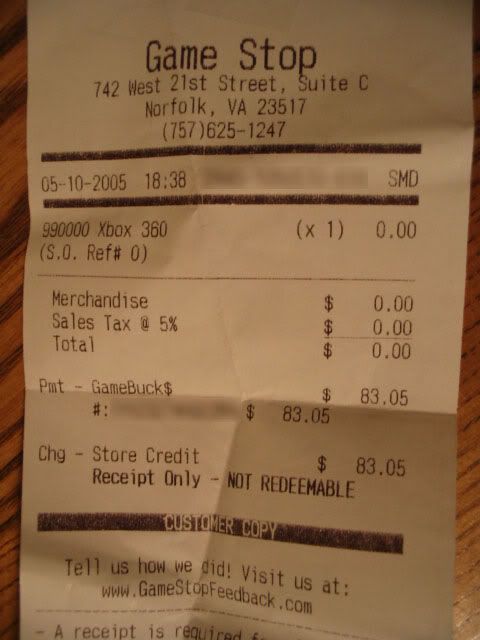 Game Stop
742 West 21st Street, Suite C
Norfolk, VA 23517
(757)625-1247
05-10-2005 18:38 SMD
990000 Xbox 360 (x 1) 0.00
(S.O. Ref# 0)
Merchandise $ 0.00
Sales Tax @ 5% $ 0.00
Total $ 0.00
Pmt - GameBuck$ $ 83.05
#: $ 83.05
Chg - Store Credit $ 83.05
Receipt Only - NOT REDEEMABLE
CUSTOMER COPY
Tell us how we did! Visit us at:
www.GameStopFeedback.com
- A receipt is required